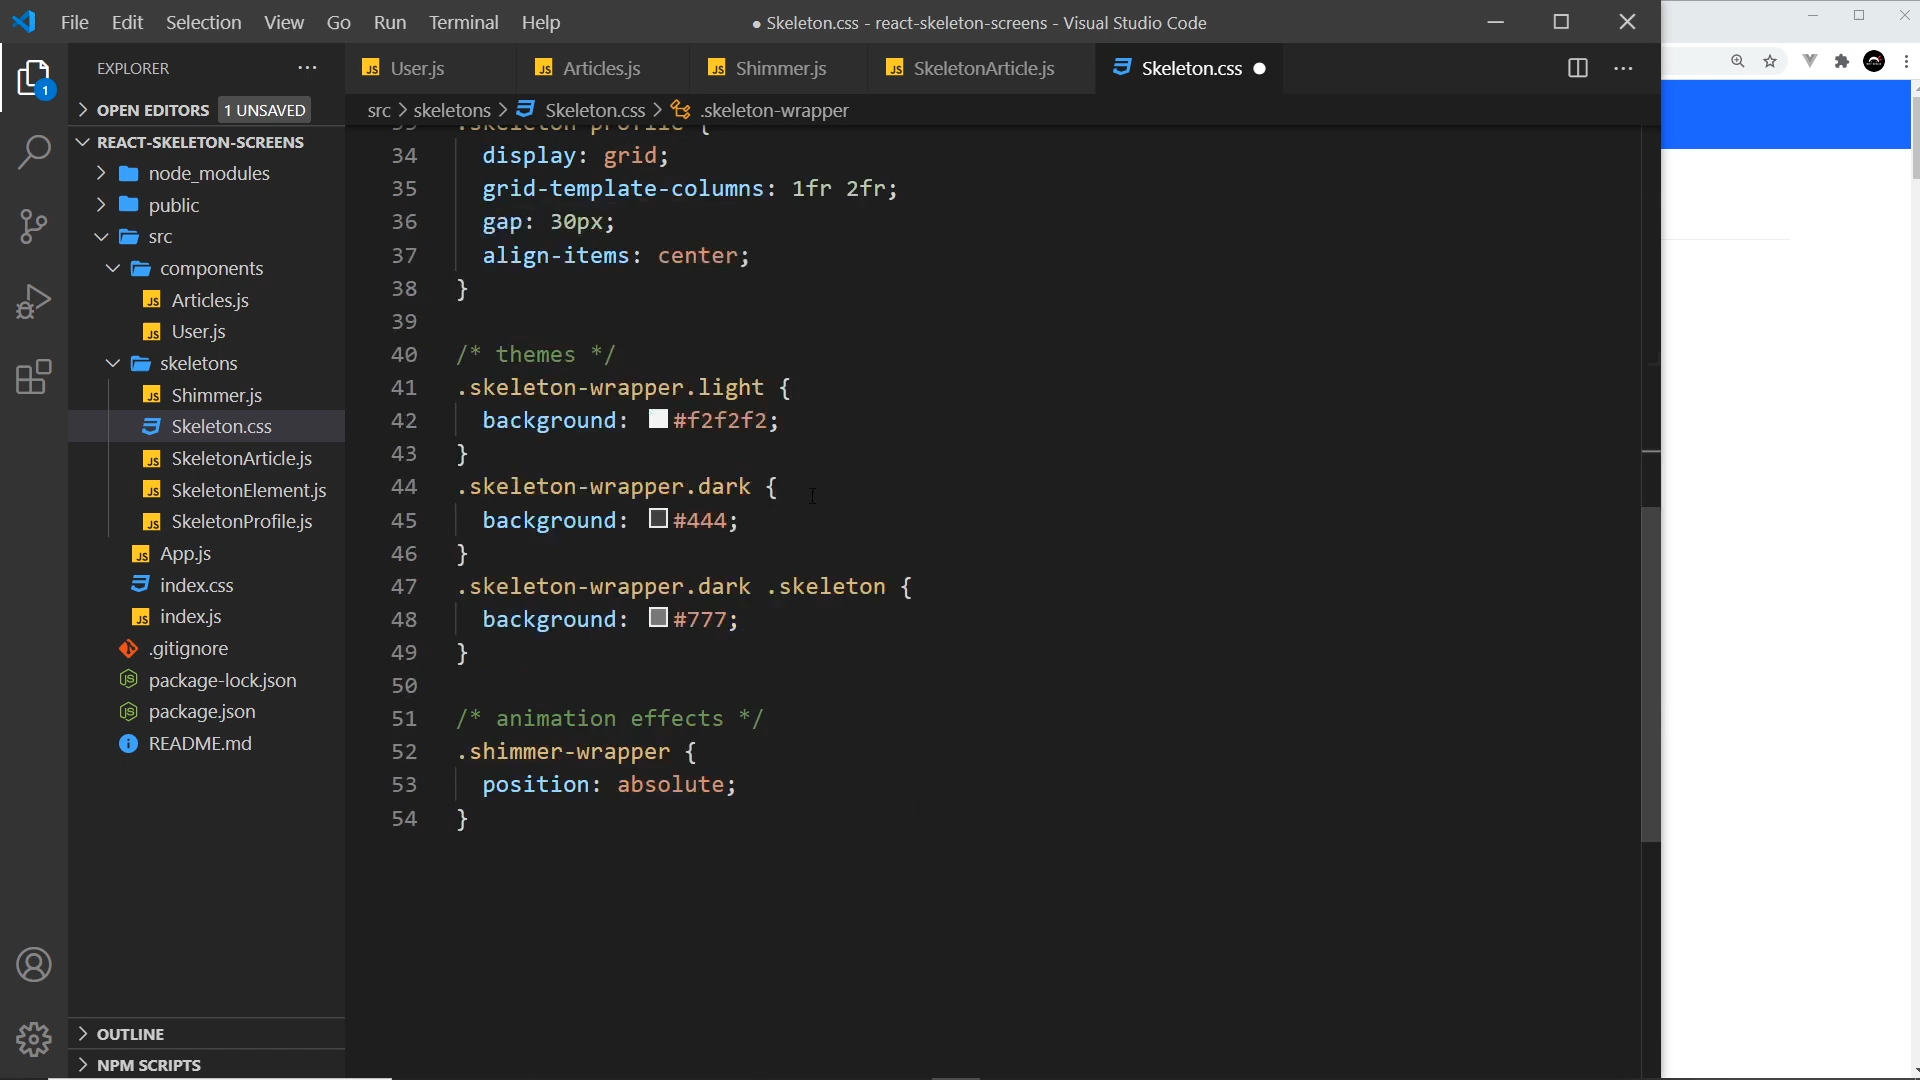 File Edit Selection View Go Run Terminal Help
● Skeleton.css - react-skeleton-screens - Visual Studio Code
EXPLORER
User.js
Articles.js
Shimmer.js
SkeletonArticle.js
Skeleton.css
OPEN EDITORS 1 UNSAVED
src > skeletons > Skeleton.css > .skeleton-wrapper
REACT-SKELETON-SCREENS
node_modules
public
src
components
Articles.js
User.js
skeletons
Shimmer.js
Skeleton.css
SkeletonArticle.js
SkeletonElement.js
SkeletonProfile.js
App.js
index.css
index.js
.gitignore
package-lock.json
package.json
README.md
OUTLINE
NPM SCRIPTS
1
33 .skeleton-profile {
34 display: grid;
35 grid-template-columns: 1fr 2fr;
36 gap: 30px;
37 align-items: center;
38 }
39
40 /* themes */
41 .skeleton-wrapper.light {
42 background: #f2f2f2;
43 }
44 .skeleton-wrapper.dark {
45 background: #444;
46 }
47 .skeleton-wrapper.dark .skeleton {
48 background: #777;
49 }
50
51 /* animation effects */
52 .shimmer-wrapper {
53 position: absolute;
54 }